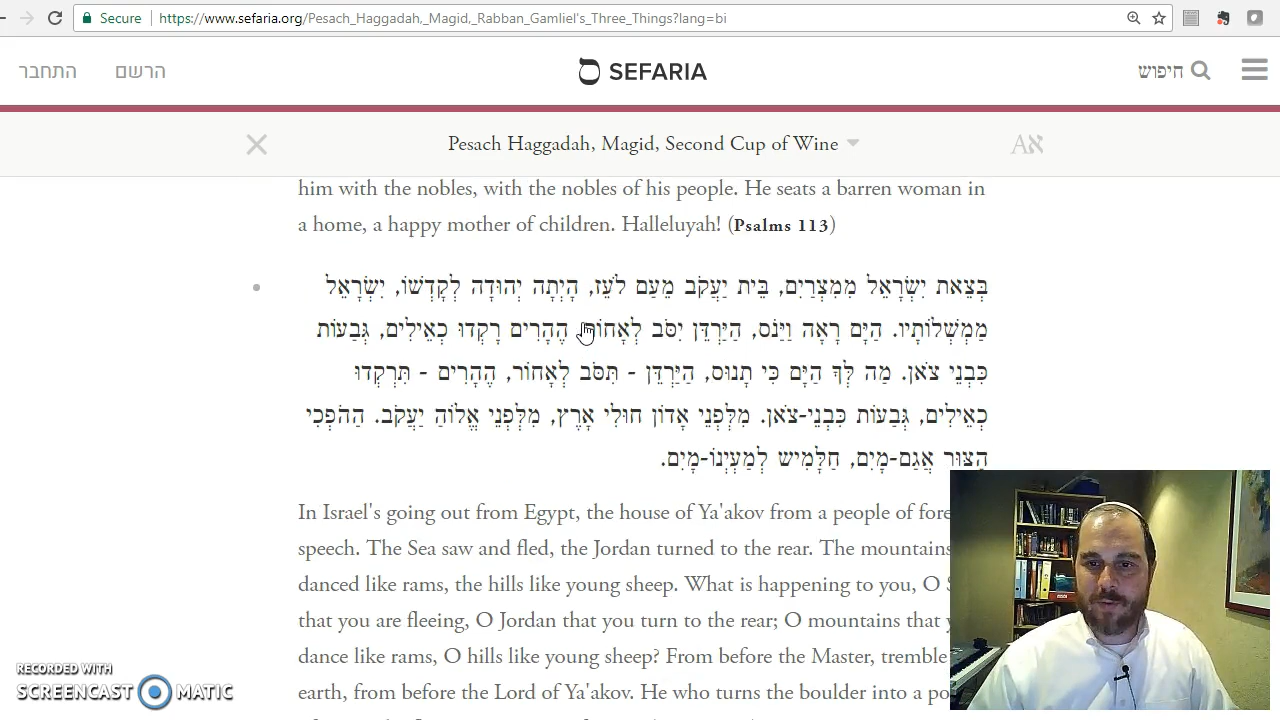 Secure https://www.sefaria.org/Pesach_Haggadah,_Magid,_Rabban_Gamliel's_Three_Things?lang=bi
התחבר הרשם SEFARIA חיפוש
Pesach Haggadah, Magid, Second Cup of Wine Aא
him with the nobles, with the nobles of his people. He seats a barren woman in
a home, a happy mother of children. Halleluyah! (Psalms 113)
בְּצֵאת יִשְׂרָאֵל מִמִצְרַיִם, בֵּית יַעֲקֹב מֵעַם לֹעֵז, הָיְתָה יְהוּדָה לְקָדְשׁוֹ, יִשְׂרָאֵל
מַמְשְׁלוֹתָיו. הַיָּם רָאָה וַיַּנֹס, הַיַּרְדֵּן יִסֹּב לְאָחוֹר. הֶהָרִים רָקְדוּ כְאֵילִים, גְּבַעוֹת
כִּבְנֵי צֹאן. מַה לְּךָ הַיָּם כִּי תָנוּס, הַיַּרְדֵּן - תִּסֹּב לְאָחוֹר, הֶהָרִים - תִּרְקְדוּ
כְאֵילִים, גְּבַעוֹת כִּבְנֵי-צֹאן. מִלְּפְנֵי אָדוֹן חוּלִי אָרֶץ, מִלְּפְנֵי אֱלוֹהַ יַעֲקֹב. הַהֹפְכִי
הַצּוּר אֲגַם-מָיִם, חַלָּמִישׁ לְמַעְיְנוֹ-מָיִם.
In Israel's going out from Egypt, the house of Ya'akov from a people of
speech. The Sea saw and fled, the Jordan turned to the rear. The mountains
danced like rams, the hills like young sheep. What is happening to you, O
that you are fleeing, O Jordan that you turn to the rear; O mountains that
dance like rams, O hills like young sheep? From before the Master, tremble
earth, from before the Lord of Ya'akov. He who turns the boulder into a
RECORDED WITH
SCREENCAST MATIC